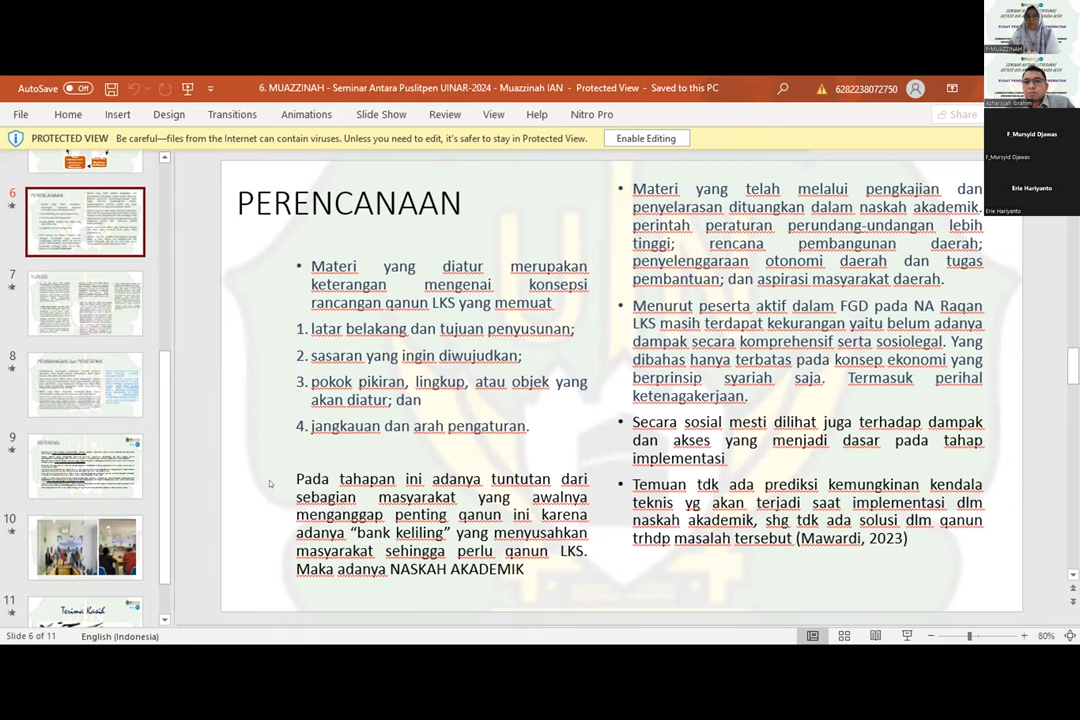 F-MUAZZINAH
Azharsyah Ibrahim
F_Mursyid Djawas
F_Mursyid Djawas
Erie Hariyanto
Erie Hariyanto
AutoSave Off
6. MUAZZINAH - Seminar Antara Puslitpen UINAR-2024 - Muazzinah IAN - Protected View - Saved to this PC
6282238072750
File Home Insert Design Transitions Animations Slide Show Review View Help Nitro Pro
Share
PROTECTED VIEW Be careful—files from the Internet can contain viruses. Unless you need to edit, it's safer to stay in Protected View. Enable Editing
6
7
8
9
10
11
Terima Kasih
PERENCANAAN
• Materi yang diatur merupakan
keterangan mengenai konsepsi
rancangan qanun LKS yang memuat
1. latar belakang dan tujuan penyusunan;
2. sasaran yang ingin diwujudkan;
3. pokok pikiran, lingkup, atau objek yang
akan diatur; dan
4. jangkauan dan arah pengaturan.
Pada tahapan ini adanya tuntutan dari
sebagian masyarakat yang awalnya
menganggap penting qanun ini karena
adanya “bank keliling” yang menyusahkan
masyarakat sehingga perlu qanun LKS.
Maka adanya NASKAH AKADEMIK
• Materi yang telah melalui pengkajian dan
penyelarasan dituangkan dalam naskah akademik.
perintah peraturan perundang-undangan lebih
tinggi; rencana pembangunan daerah;
penyelenggaraan otonomi daerah dan tugas
pembantuan; dan aspirasi masyarakat daerah.
• Menurut peserta aktif dalam FGD pada NA Raqan
LKS masih terdapat kekurangan yaitu belum adanya
dampak secara komprehensif serta sosiolegal. Yang
dibahas hanya terbatas pada konsep ekonomi yang
berprinsip syariah saja. Termasuk perihal
ketenagakerjaan.
• Secara sosial mesti dilihat juga terhadap dampak
dan akses yang menjadi dasar pada tahap
implementasi
• Temuan tdk ada prediksi kemungkinan kendala
teknis yg akan terjadi saat implementasi dlm
naskah akademik, shg tdk ada solusi dlm qanun
trhdp masalah tersebut (Mawardi, 2023)
Slide 6 of 11 English (Indonesia)
80%